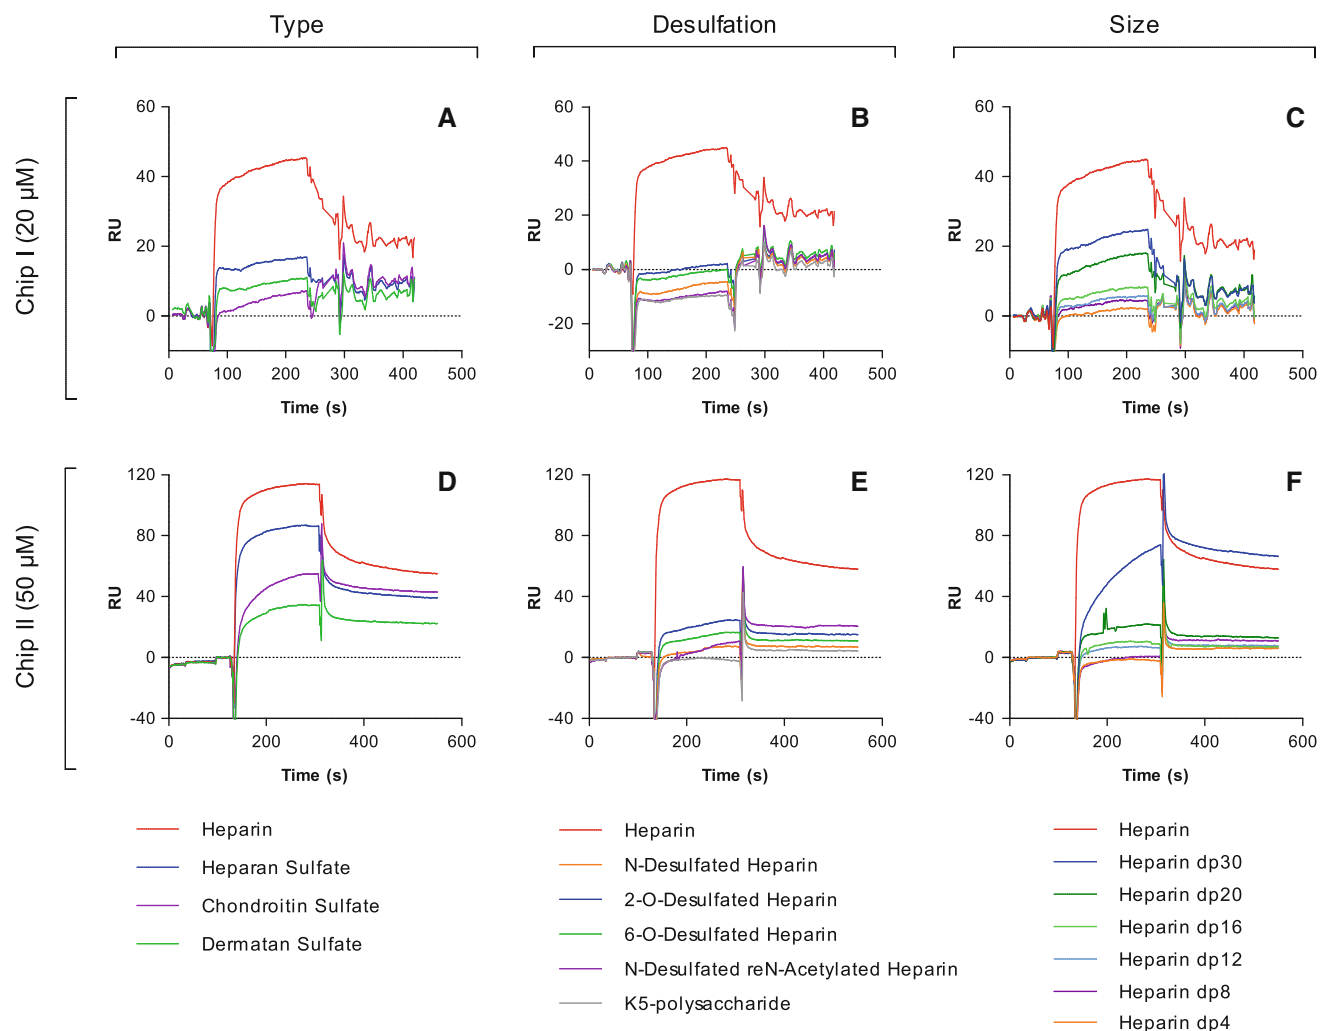 Type
Desulfation
Size
Chip I (20 µM)
A
RU
60
40
20
0
0 100 200 300 400 500
Time (s)
B
RU
60
40
20
0
-20
0 100 200 300 400 500
Time (s)
C
RU
60
40
20
0
0 100 200 300 400 500
Time (s)
Chip II (50 µM)
D
RU
120
80
40
0
-40
0 200 400 600
Time (s)
E
RU
120
80
40
0
-40
0 200 400 600
Time (s)
F
RU
120
80
40
0
-40
0 200 400 600
Time (s)
Heparin
Heparan Sulfate
Chondroitin Sulfate
Dermatan Sulfate
Heparin
N-Desulfated Heparin
2-O-Desulfated Heparin
6-O-Desulfated Heparin
N-Desulfated reN-Acetylated Heparin
K5-polysaccharide
Heparin
Heparin dp30
Heparin dp20
Heparin dp16
Heparin dp12
Heparin dp8
Heparin dp4